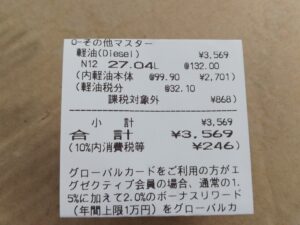 0-その他マスター
軽油(Diesel) ¥3,569
N12 27.04L @132.00
(内軽油本体 @99.90 ¥2,701)
(軽油税分 @32.10
課税対象外 ¥868)
小 計 ¥3,569
合 計 ¥3,569
(10%内消費税等 ¥246)
グローバルカードをご利用の方がエ
グゼクティブ会員の場合、通常の1.
5%に加えて2.0%のボーナスリワード
(年間上限1万円)をグローバルカ